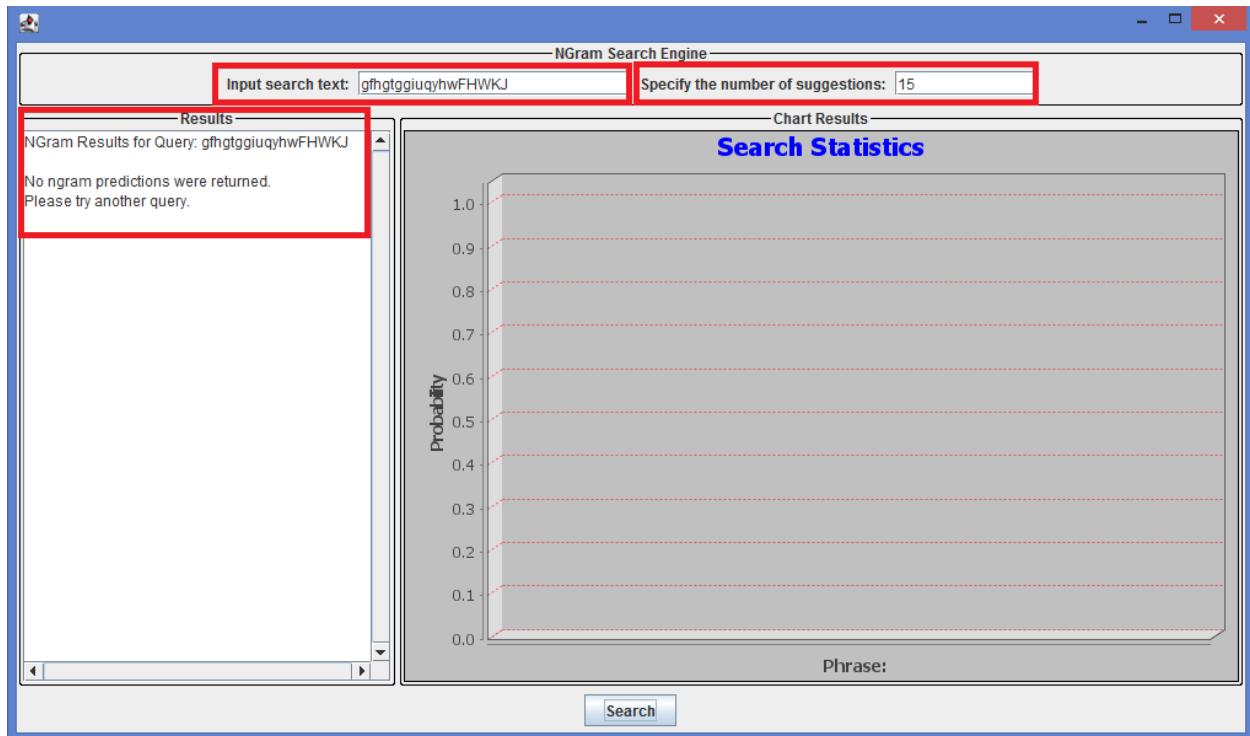 NGram Search Engine
Input search text: gfhgtggiuqyhwFHWKJ Specify the number of suggestions: 15
Results
NGram Results for Query: gfhgtggiuqyhwFHWKJ
No ngram predictions were returned.
Please try another query.
Chart Results
Search Statistics
1.0
0.9
0.8
0.7
0.6
0.5
0.4
0.3
0.2
0.1
0.0
Probability
Phrase:
Search